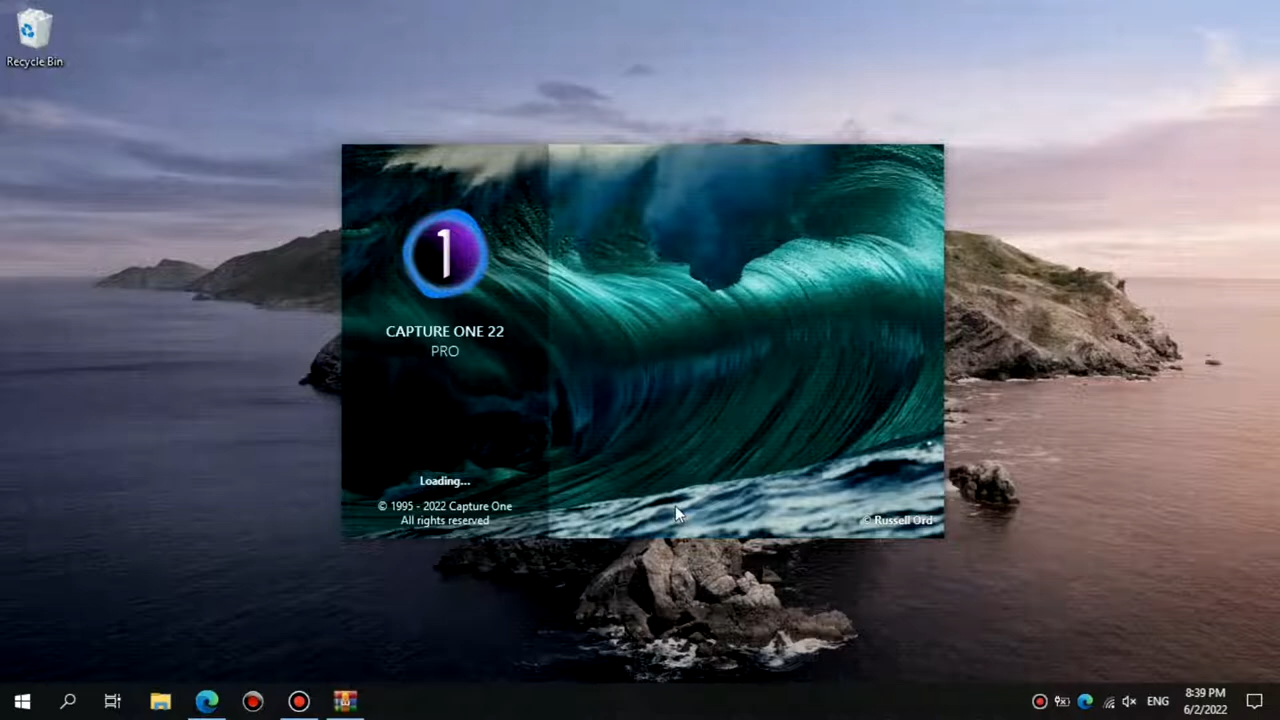 Recycle Bin
1
CAPTURE ONE 22
PRO
Loading...
© 1995 - 2022 Capture One
All rights reserved
© Russell Ord
ENG
8:39 PM
6/2/2022